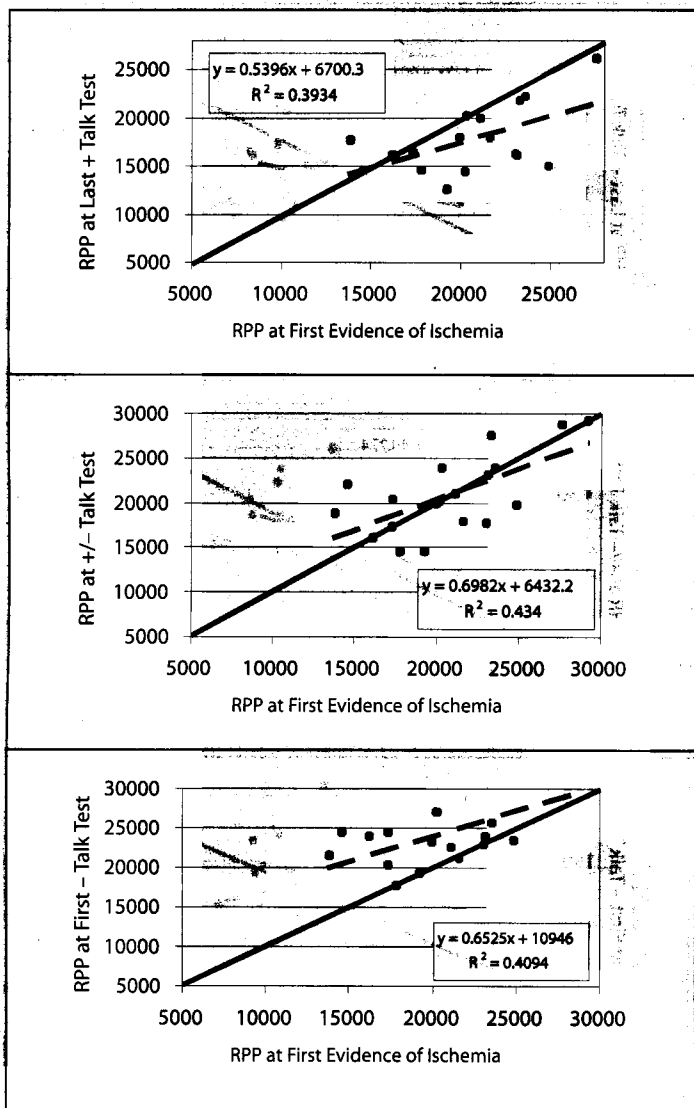 RPP at Last + Talk Test
25000
20000
15000
10000
5000
y = 0.5396x + 6700.3
R² = 0.3934
5000 10000 15000 20000 25000
RPP at First Evidence of Ischemia
RPP at +/– Talk Test
30000
25000
20000
15000
10000
5000
y = 0.6982x + 6432.2
R² = 0.434
5000 10000 15000 20000 25000 30000
RPP at First Evidence of Ischemia
RPP at First – Talk Test
30000
25000
20000
15000
10000
5000
y = 0.6525x + 10946
R² = 0.4094
5000 10000 15000 20000 25000 30000
RPP at First Evidence of Ischemia